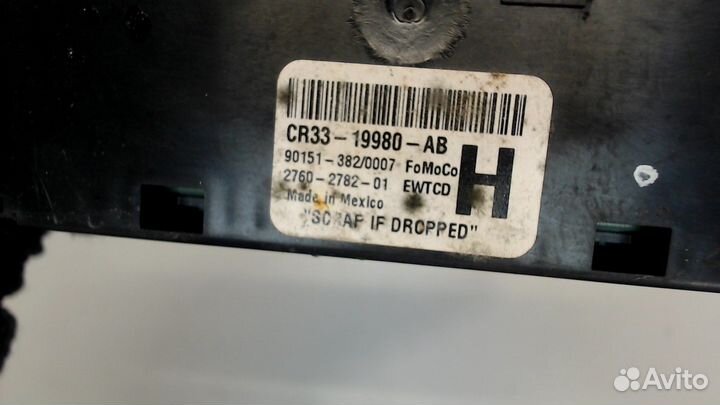 CR33-19980-AB
90151-382/0007 FoMoCo
2760-2782-01 EWTCD
H
Made in Mexico
"SCRAP IF DROPPED"
Avito